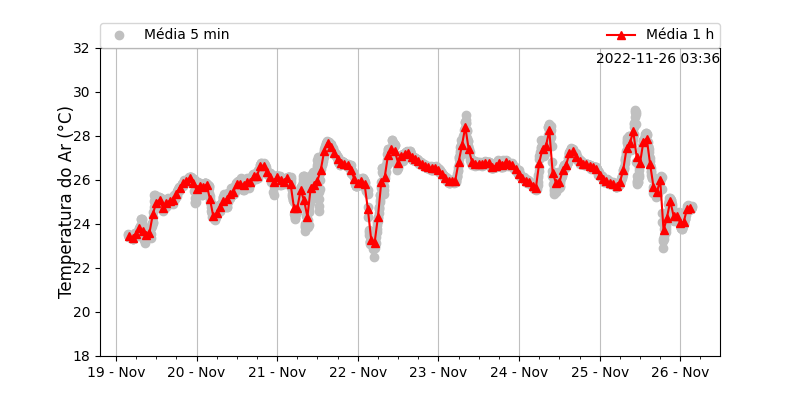 Média 5 min
Média 1 h
2022-11-26 03:36
Temperatura do Ar (°C)
32
30
28
26
24
22
20
18
19 - Nov
20 - Nov
21 - Nov
22 - Nov
23 - Nov
24 - Nov
25 - Nov
26 - Nov